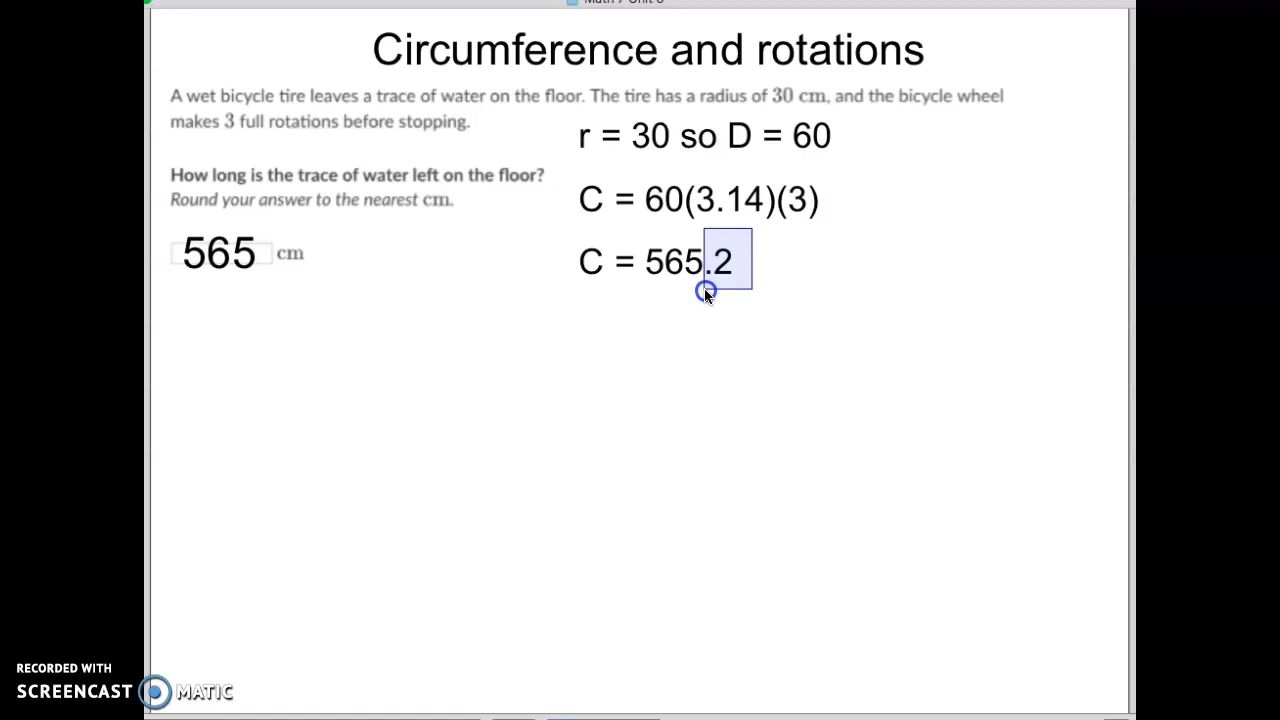 Circumference and rotations
A wet bicycle tire leaves a trace of water on the floor. The tire has a radius of 30 cm, and the bicycle wheel
makes 3 full rotations before stopping.
r = 30 so D = 60
How long is the trace of water left on the floor?
Round your answer to the nearest cm.
C = 60(3.14)(3)
565 cm
C = 565.2
RECORDED WITH
SCREENCAST MATIC